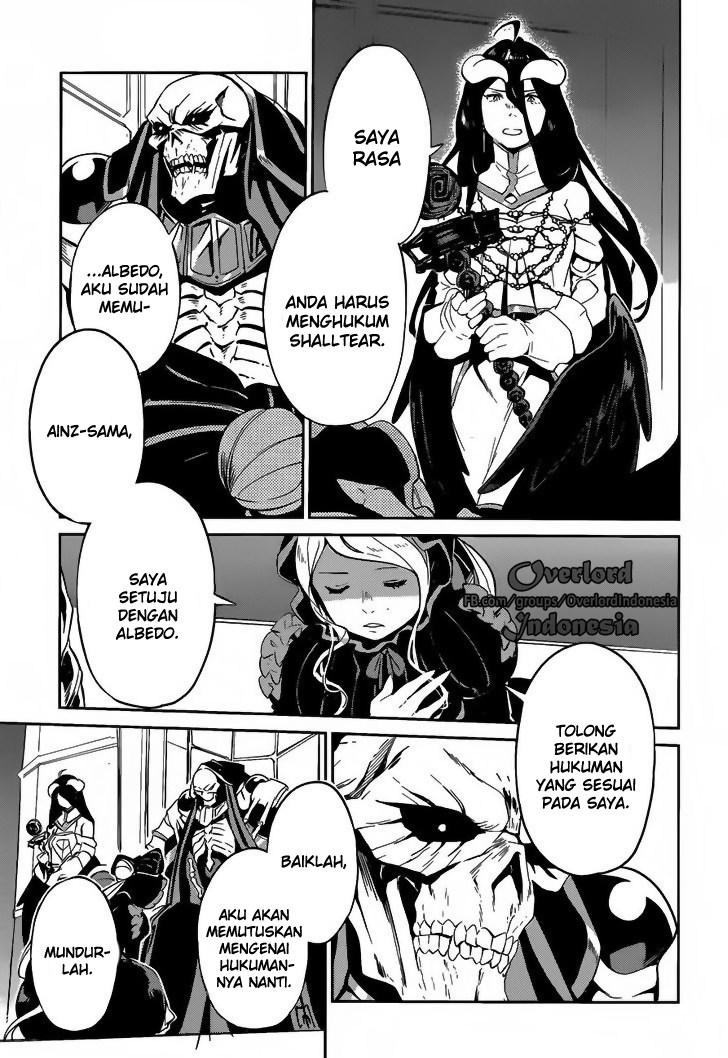 SAYA
RASA
ANDA HARUS
MENGHUKUM
SHALLTEAR.
...ALBEDO,
AKU SUDAH
MEMU-
AINZ-SAMA,
SAYA
SETUJU
DENGAN
ALBEDO.
Overlord
FB.com/groups/OverlordIndonesia
Indonesia
TOLONG
BERIKAN
HUKUMAN
YANG SESUAI
PADA SAYA.
BAIKLAH,
AKU AKAN
MEMUTUSKAN
MENGENAI
HUKUMAN-
NYA NANTI.
MUNDUR-
LAH.